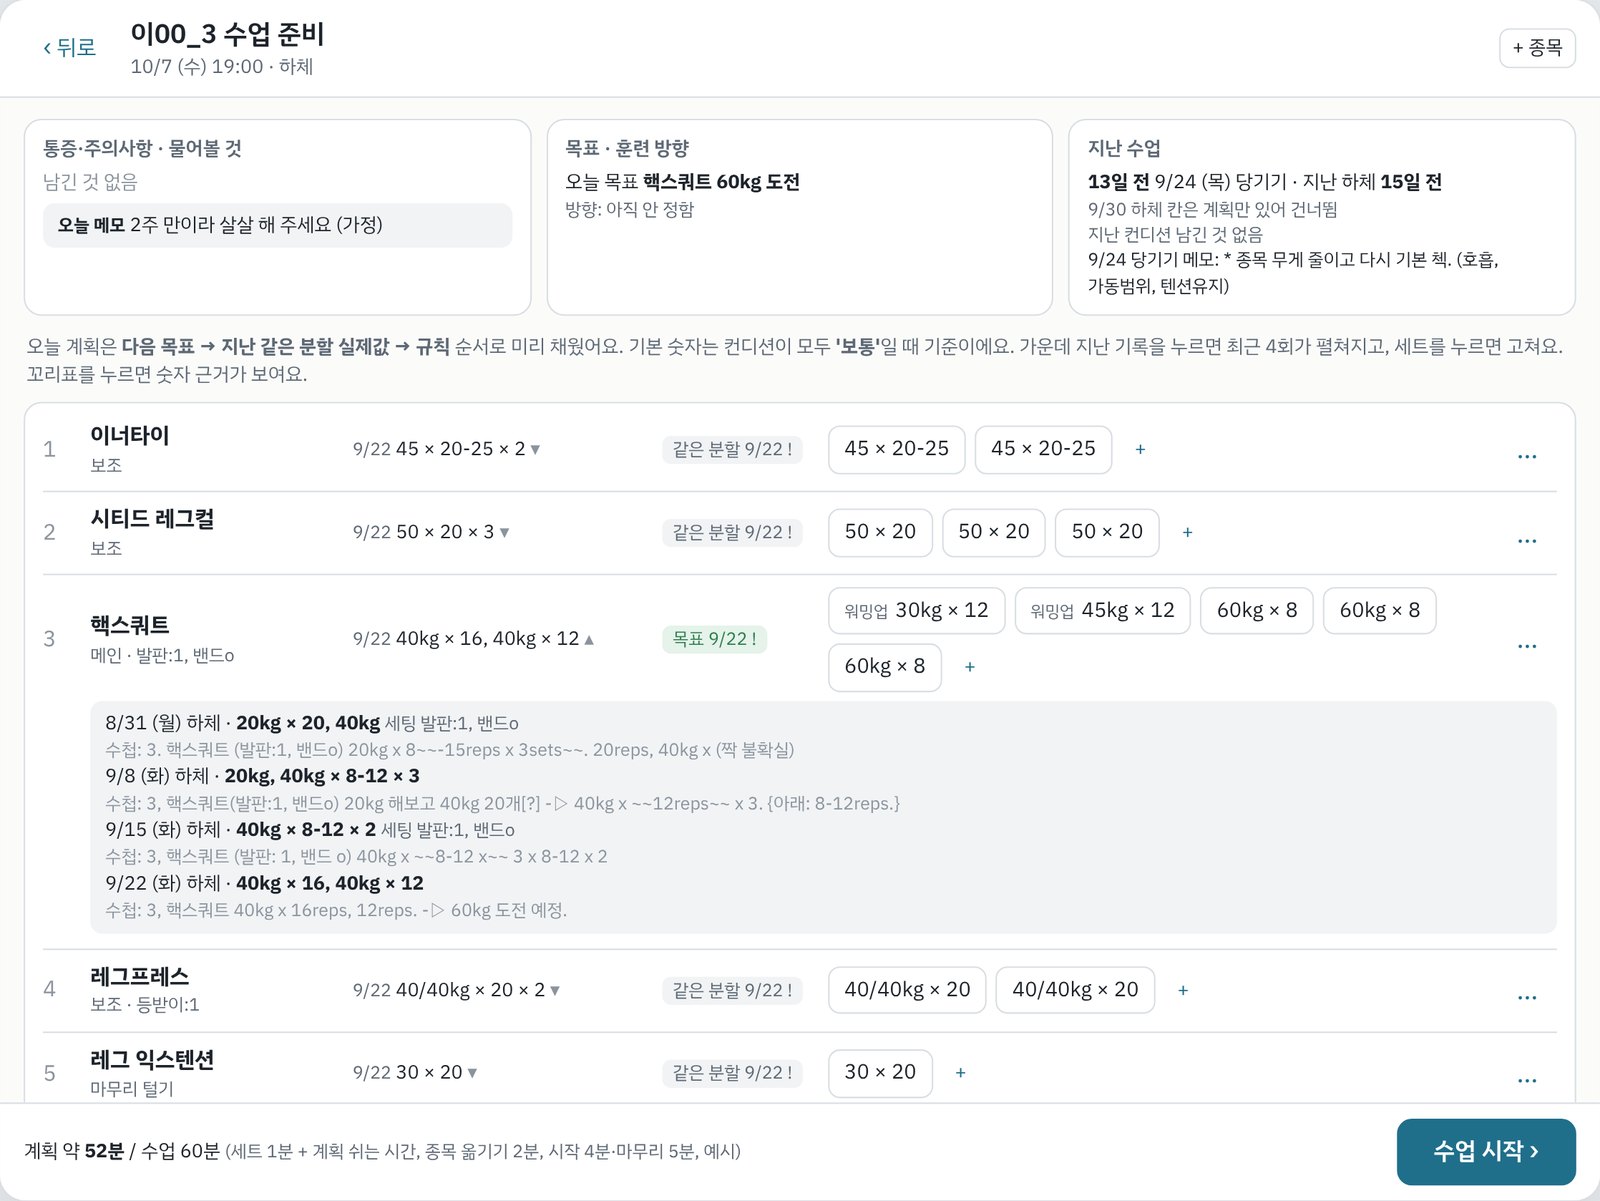 ‹ 뒤로
이00_3 수업 준비
10/7 (수) 19:00 · 하체
+ 종목
통증·주의사항 · 물어볼 것
남긴 것 없음
오늘 메모 2주 만이라 살살 해 주세요 (가정)
목표 · 훈련 방향
오늘 목표 핵스쿼트 60kg 도전
방향: 아직 안 정함
지난 수업
13일 전 9/24 (목) 당기기 · 지난 하체 15일 전
9/30 하체 칸은 계획만 있어 건너뜀
지난 컨디션 남긴 것 없음
9/24 당기기 메모: * 종목 무게 줄이고 다시 기본 첵. (호흡,
가동범위, 텐션유지)
오늘 계획은 다음 목표 → 지난 같은 분할 실제값 → 규칙 순서로 미리 채웠어요. 기본 숫자는 컨디션이 모두 '보통'일 때 기준이에요. 가운데 지난 기록을 누르면 최근 4회가 펼쳐지고, 세트를 누르면 고쳐요.
꼬리표를 누르면 숫자 근거가 보여요.
1 이너타이 9/22 45 × 20-25 × 2 ▼ 같은 분할 9/22 ! 45 × 20-25 45 × 20-25 + ...
보조
2 시티드 레그컬 9/22 50 × 20 × 3 ▼ 같은 분할 9/22 ! 50 × 20 50 × 20 50 × 20 + ...
보조
워밍업 30kg × 12 워밍업 45kg × 12 60kg × 8 60kg × 8
3 핵스쿼트 9/22 40kg × 16, 40kg × 12 ▲ 목표 9/22 ! ...
메인 · 발판:1, 밴드o
60kg × 8 +
8/31 (월) 하체 · 20kg × 20, 40kg 세팅 발판:1, 밴드o
수첩: 3. 핵스쿼트 (발판:1, 밴드o) 20kg x 8~~-15reps x 3sets~~. 20reps, 40kg x (짝 불확실)
9/8 (화) 하체 · 20kg, 40kg × 8-12 × 3
수첩: 3, 핵스쿼트(발판:1, 밴드o) 20kg 해보고 40kg 20개[?] -▷ 40kg x ~~12reps~~ x 3. {아래: 8-12reps.}
9/15 (화) 하체 · 40kg × 8-12 × 2 세팅 발판:1, 밴드o
수첩: 3, 핵스쿼트 (발판: 1, 밴드 o) 40kg x ~~8-12 x~~ 3 x 8-12 x 2
9/22 (화) 하체 · 40kg × 16, 40kg × 12
수첩: 3, 핵스쿼트 40kg x 16reps, 12reps. -▷ 60kg 도전 예정.
4 레그프레스 9/22 40/40kg × 20 × 2 ▼ 같은 분할 9/22 ! 40/40kg × 20 40/40kg × 20 + ...
보조 · 등받이:1
5 레그 익스텐션 9/22 30 × 20 ▼ 같은 분할 9/22 ! 30 × 20 + ...
마무리 털기
계획 약 52분 / 수업 60분 (세트 1분 + 계획 쉬는 시간, 종목 옮기기 2분, 시작 4분·마무리 5분, 예시)
수업 시작 ›